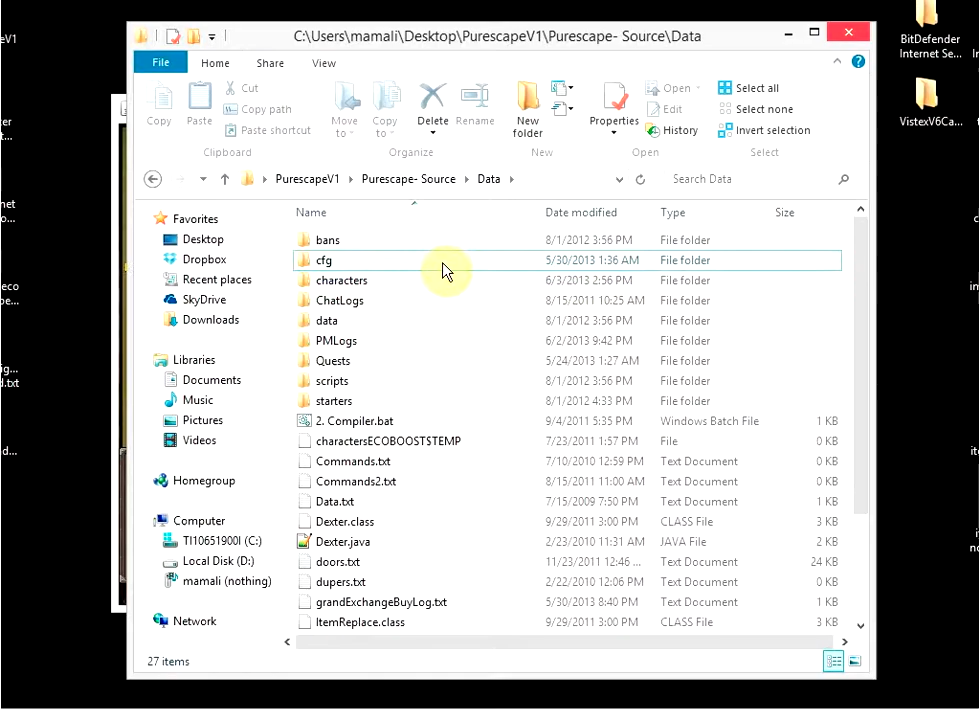 C:\Users\mamali\Desktop\PurescapeV1\Purescape- Source\Data
File Home Share View
Copy Paste Cut Copy path Paste shortcut
Move to Copy to Delete Rename
New folder
Properties Open Edit History
Select all Select none Invert selection
Clipboard Organize New Open Select
PurescapeV1 Purescape- Source Data Search Data
Name Date modified Type Size
Favorites
Desktop
Dropbox
Recent places
SkyDrive
Downloads
Libraries
Documents
Music
Pictures
Videos
Homegroup
Computer
TI10651900I (C:)
Local Disk (D:)
mamali (nothing)
Network
bans 8/1/2012 3:56 PM File folder
cfg 5/30/2013 1:36 AM File folder
characters 6/3/2013 2:56 PM File folder
ChatLogs 8/15/2011 10:25 AM File folder
data 8/1/2012 3:56 PM File folder
PMLogs 6/2/2013 9:42 PM File folder
Quests 5/24/2013 1:27 AM File folder
scripts 8/1/2012 3:56 PM File folder
starters 8/1/2012 4:33 PM File folder
2. Compiler.bat 9/4/2011 5:35 PM Windows Batch File 1 KB
charactersECOBOOSTSTEMP 7/23/2011 1:57 PM File 0 KB
Commands.txt 7/10/2010 12:59 PM Text Document 0 KB
Commands2.txt 8/15/2011 11:00 AM Text Document 0 KB
Data.txt 7/15/2009 7:50 PM Text Document 1 KB
Dexter.class 9/29/2011 3:00 PM CLASS File 3 KB
Dexter.java 2/23/2010 11:31 AM JAVA File 2 KB
doors.txt 11/23/2011 12:46 ... Text Document 24 KB
dupers.txt 2/22/2010 12:06 PM Text Document 0 KB
grandExchangeBuyLog.txt 5/30/2013 8:40 PM Text Document 1 KB
ItemReplace.class 9/29/2011 3:00 PM CLASS File 3 KB
27 items
BitDefender
Internet Se...
VistexV6Ca...
eV1